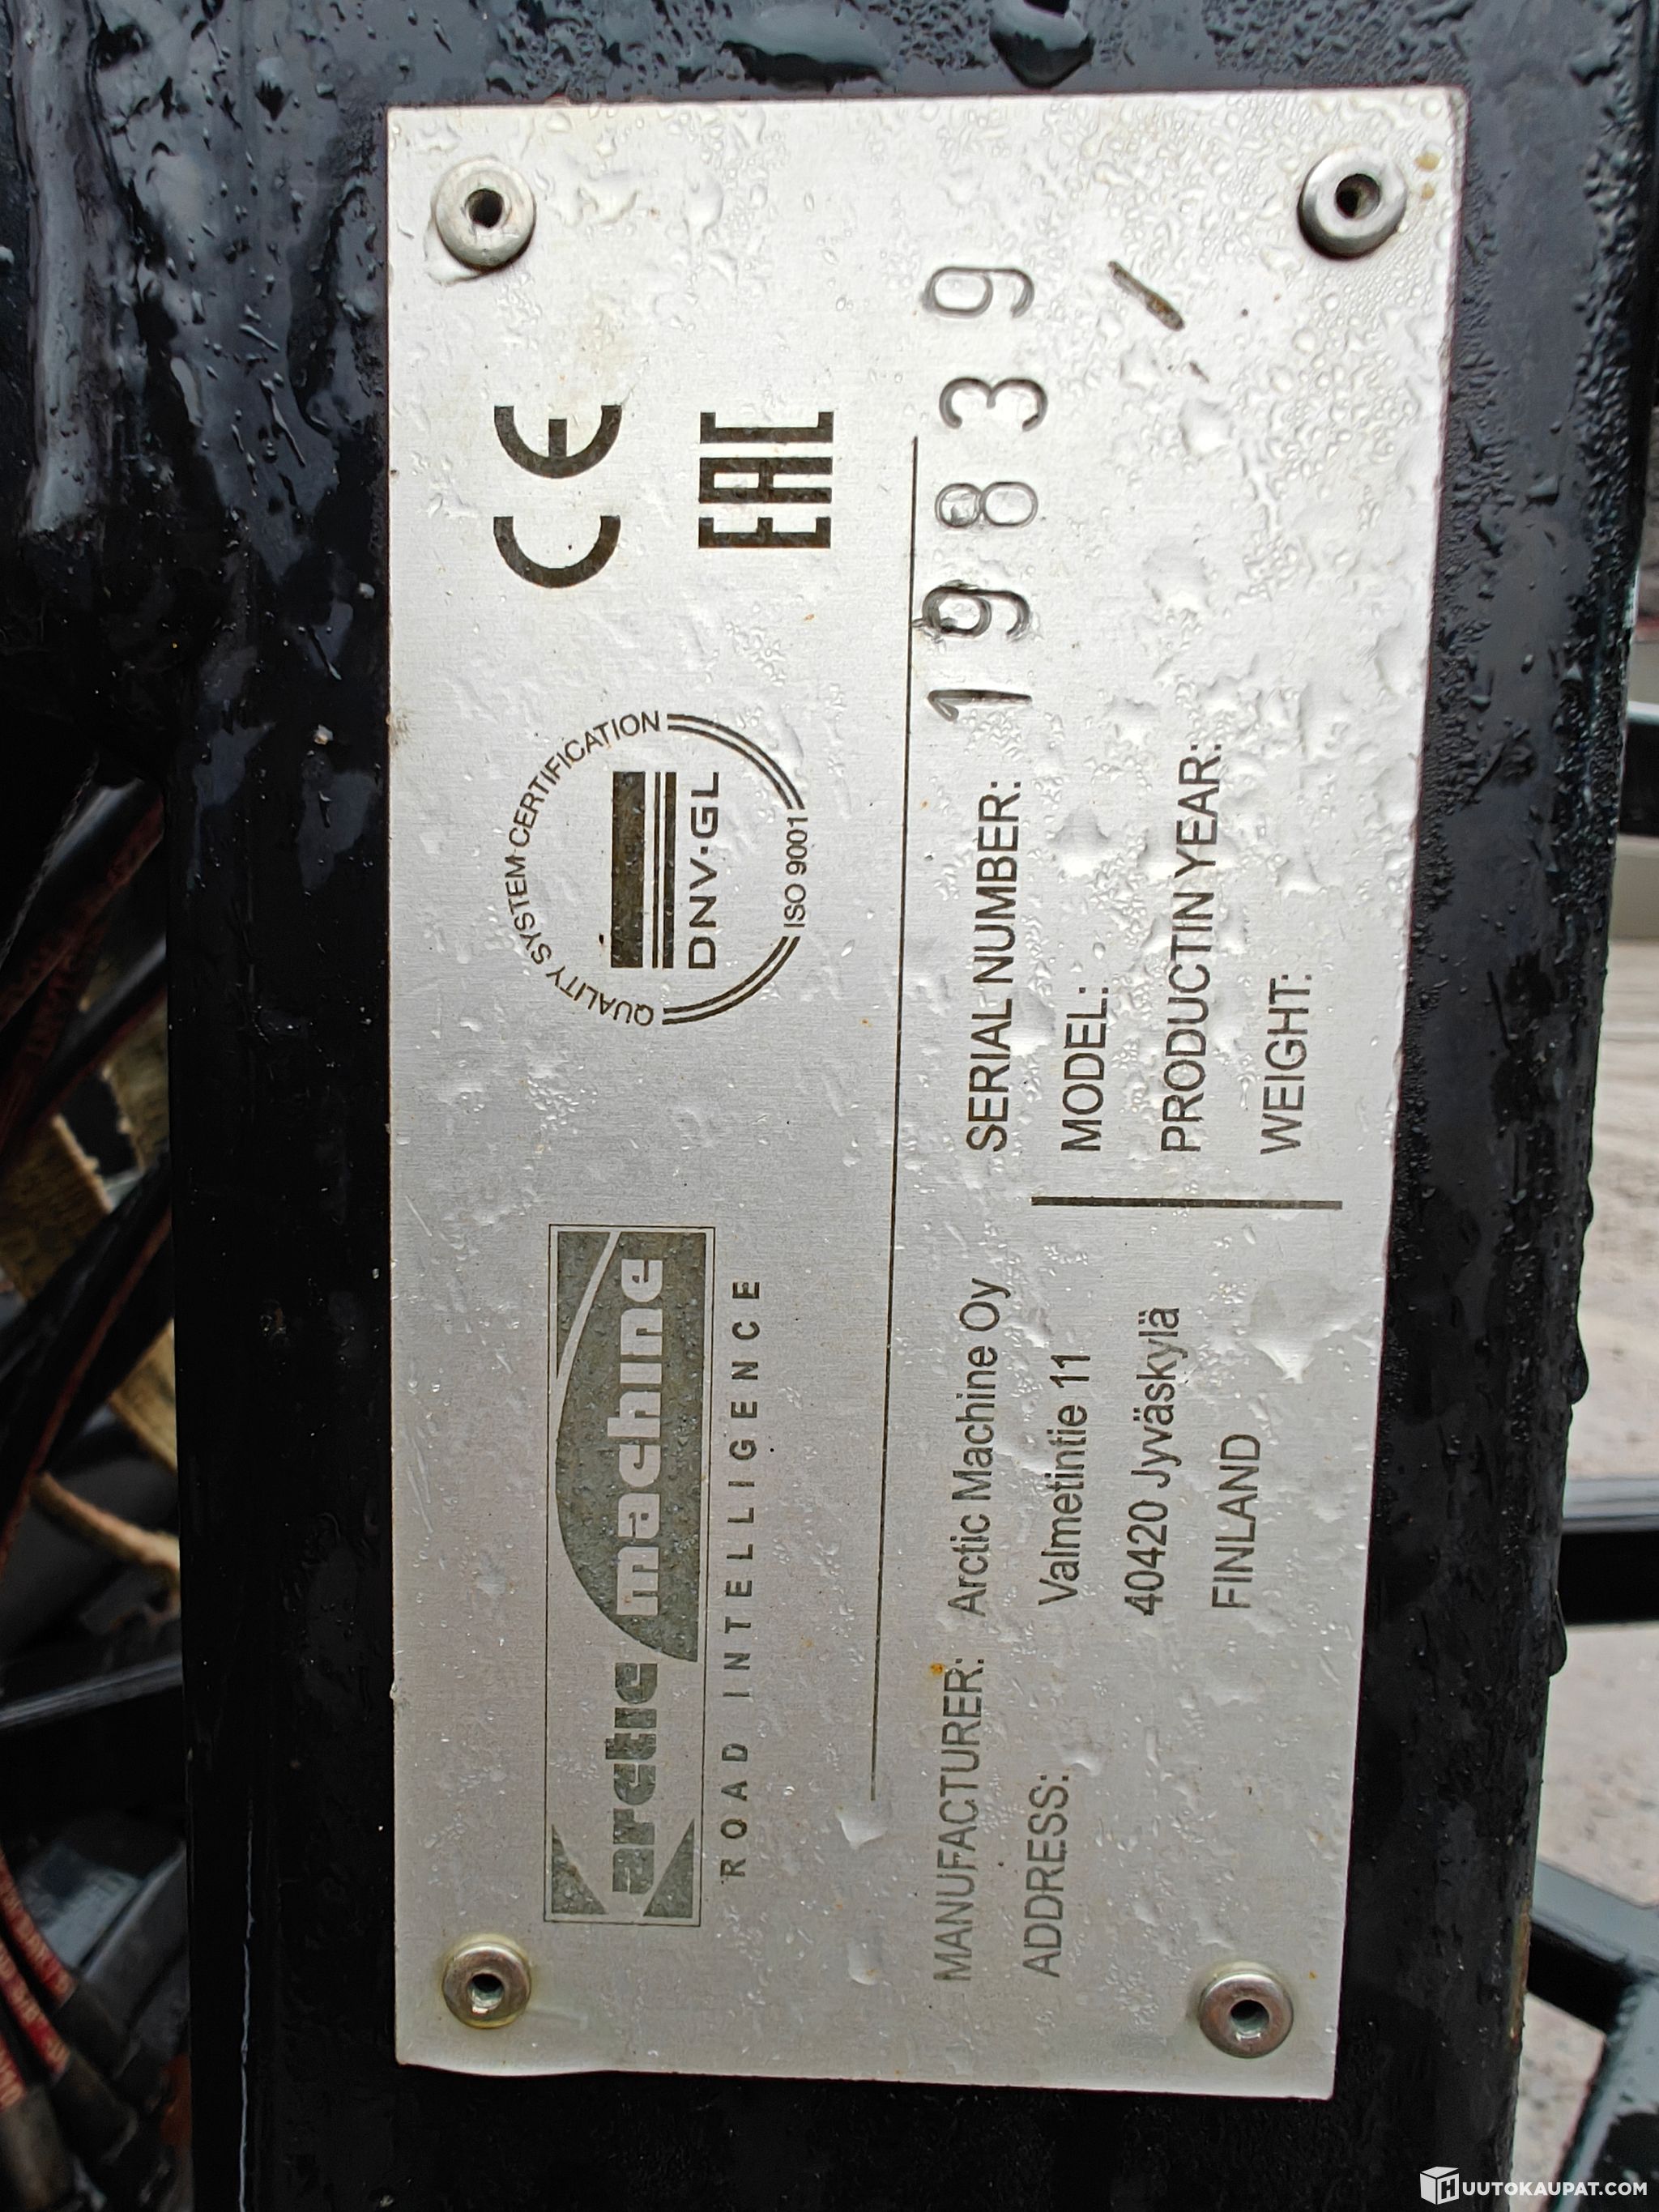 arctic machine
ROAD INTELLIGENCE
QUALITY SYSTEM CERTIFICATION
DNV·GL
ISO 9001
CE
EAC
MANUFACTURER: Arctic Machine Oy
ADDRESS: Valmetintie 11
40420 Jyväskylä
FINLAND
SERIAL NUMBER: 19839
MODEL:
PRODUCTIN YEAR:
WEIGHT:
HUUTOKAUPAT.COM